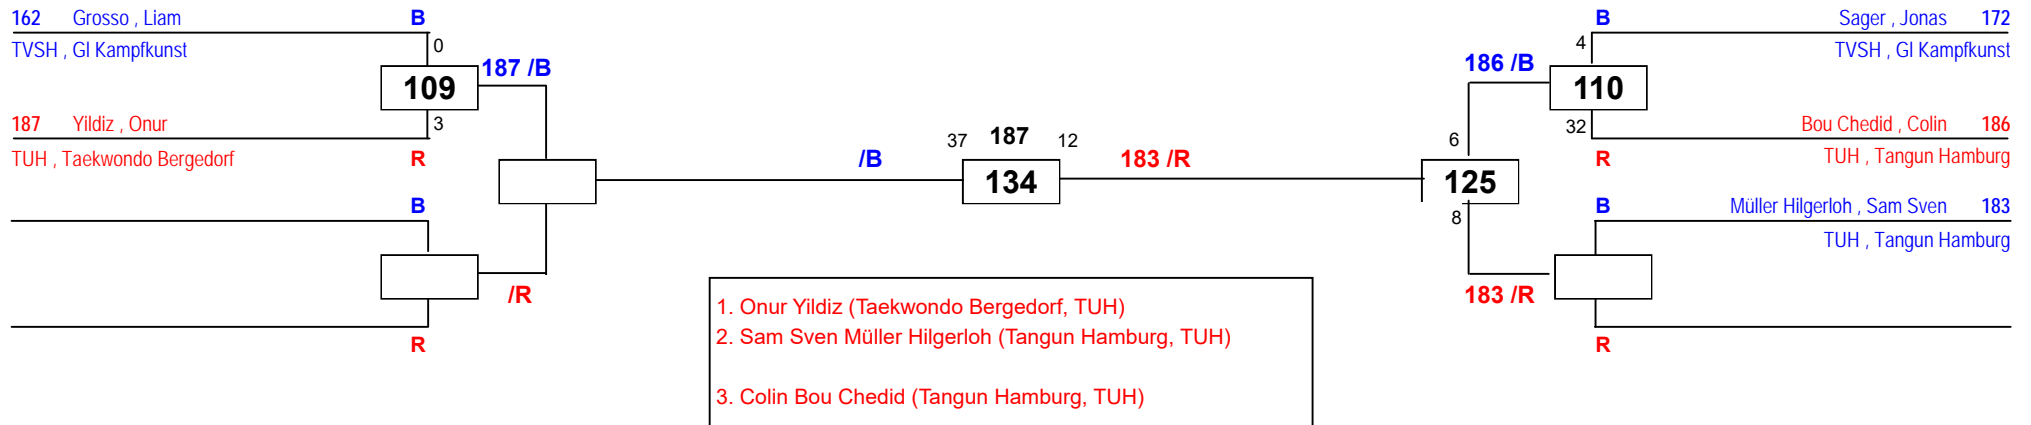 162 Grosso , Liam B
TVSH , GI Kampfkunst 0
109 187 /B
187 Yildiz , Onur 3
TUH , Taekwondo Bergedorf R
B
/R
R
/B
37 187 12
134
183 /R
1. Onur Yildiz (Taekwondo Bergedorf, TUH)
2. Sam Sven Müller Hilgerloh (Tangun Hamburg, TUH)
3. Colin Bou Chedid (Tangun Hamburg, TUH)
B Sager , Jonas 172
4 TVSH , GI Kampfkunst
186 /B 110
32 Bou Chedid , Colin 186
R TUH , Tangun Hamburg
6
125
8
B Müller Hilgerloh , Sam Sven 183
TUH , Tangun Hamburg
183 /R
R